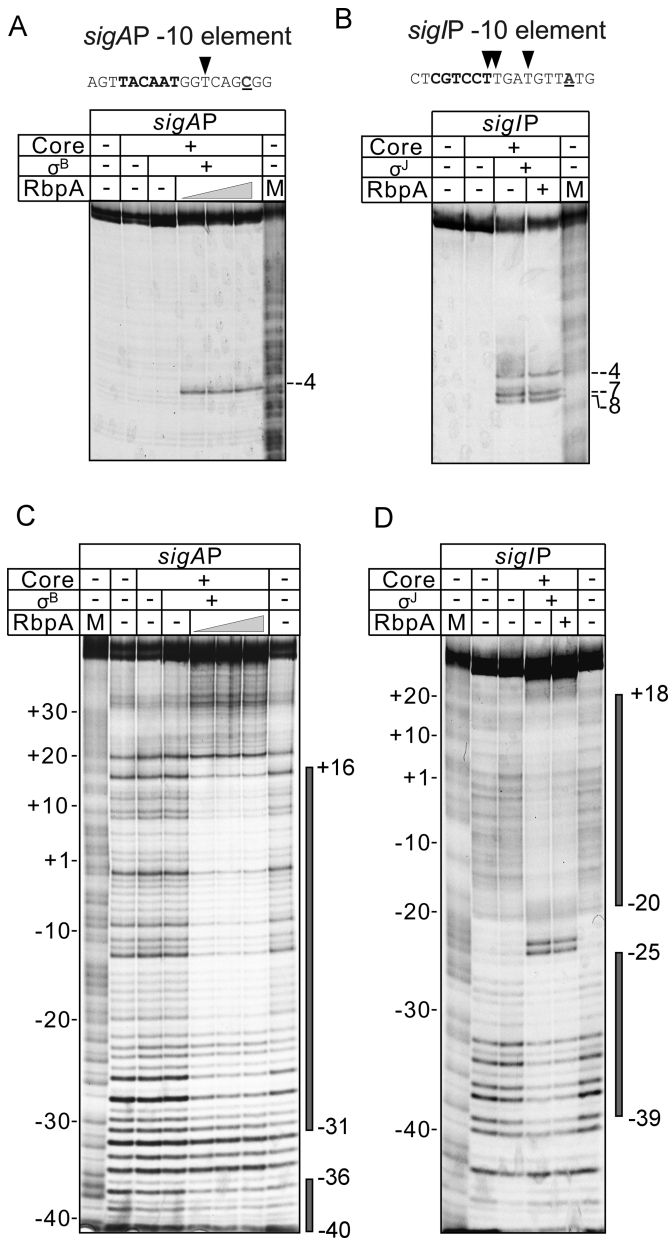 A
sigAP -10 element
AGTTACAATGGTCAGCGG
sigAP
Core - + -
σB - - + -
RbpA - - - M
--4
B
sigIP -10 element
CTCGTCCTTGATGTTATG
sigIP
Core - + -
σJ - - + -
RbpA - - - + M
--4
--7
-8
C
sigAP
Core - - + - 
σB - - - + -
RbpA M - - - -
+30-
+20-
+10-
+1-
-10-
-20-
-30-
-40-
+16
-31
-36
-40
D
sigIP
Core - - + -
σJ - - - + -
RbpA M - - - + -
+20-
+10-
+1-
-10-
-20-
-30-
-40-
+18
-20
-25
-39